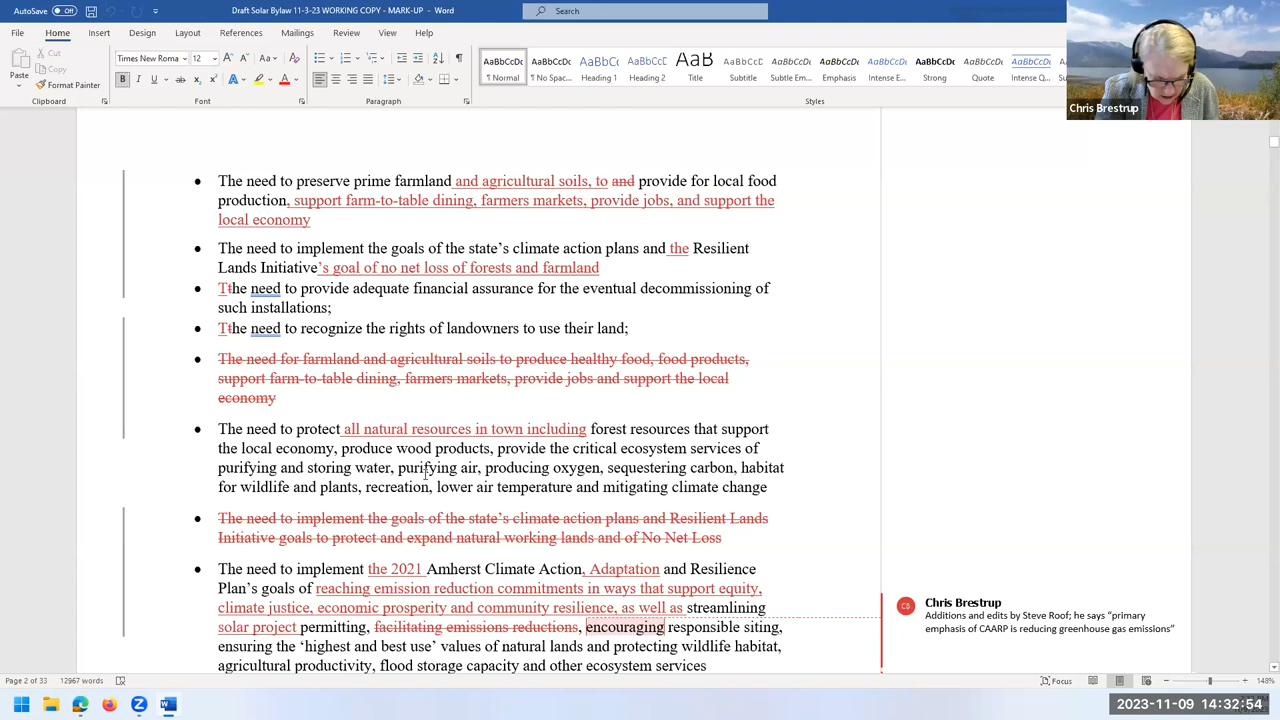 AutoSave Off Draft Solar Bylaw 11-3-23 WORKING COPY - MARK-UP - Word Search
File Home Insert Design Layout References Mailings Review View Help
Paste Cut Copy Format Painter Times New Roma 12
Clipboard Font Paragraph Styles
AaBbCcDc AaBbCcDc AaBbCc AaBbCcD AaB AaBbCcD AaBbCcDc AaBbCcDc AaBbCcDc AaBbCcDc AaBbCcDc AaBbCcDc
¶ Normal ¶ No Spac... Heading 1 Heading 2 Title Subtitle Subtle Em... Emphasis Intense E... Strong Quote Intense Q...
Chris Brestrup
The need to preserve prime farmland and agricultural soils, to and provide for local food
production, support farm-to-table dining, farmers markets, provide jobs, and support the
local economy
The need to implement the goals of the state's climate action plans and the Resilient
Lands Initiative's goal of no net loss of forests and farmland
Tthe need to provide adequate financial assurance for the eventual decommissioning of
such installations;
Tthe need to recognize the rights of landowners to use their land;
The need for farmland and agricultural soils to produce healthy food, food products,
support farm-to-table dining, farmers markets, provide jobs and support the local
economy
The need to protect all natural resources in town including forest resources that support
the local economy, produce wood products, provide the critical ecosystem services of
purifying and storing water, purifying air, producing oxygen, sequestering carbon, habitat
for wildlife and plants, recreation, lower air temperature and mitigating climate change
The need to implement the goals of the state's climate action plans and Resilient Lands
Initiative goals to protect and expand natural working lands and of No Net Loss
The need to implement the 2021 Amherst Climate Action, Adaptation and Resilience
Plan's goals of reaching emission reduction commitments in ways that support equity,
climate justice, economic prosperity and community resilience, as well as streamlining
solar project permitting, facilitating emissions reductions, encouraging responsible siting,
ensuring the 'highest and best use' values of natural lands and protecting wildlife habitat,
agricultural productivity, flood storage capacity and other ecosystem services
CB Chris Brestrup
Additions and edits by Steve Roof; he says "primary
emphasis of CAARP is reducing greenhouse gas emissions"
Page 2 of 33 12967 words Focus 148%
2023-11-09 14:32:54